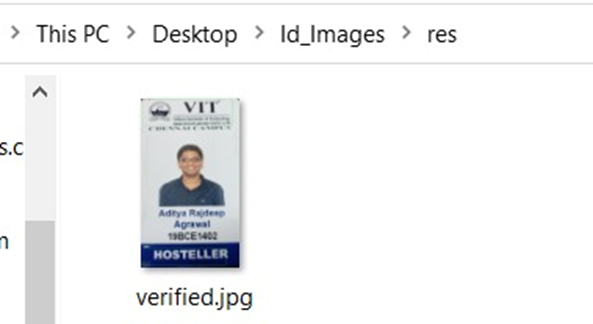 This PC > Desktop > Id_Images > res
s.c
n
VIT
CHENNAI CAMPUS
Aditya Rajdeep
Agrawal
19BCE1402
HOSTELLER
verified.jpg